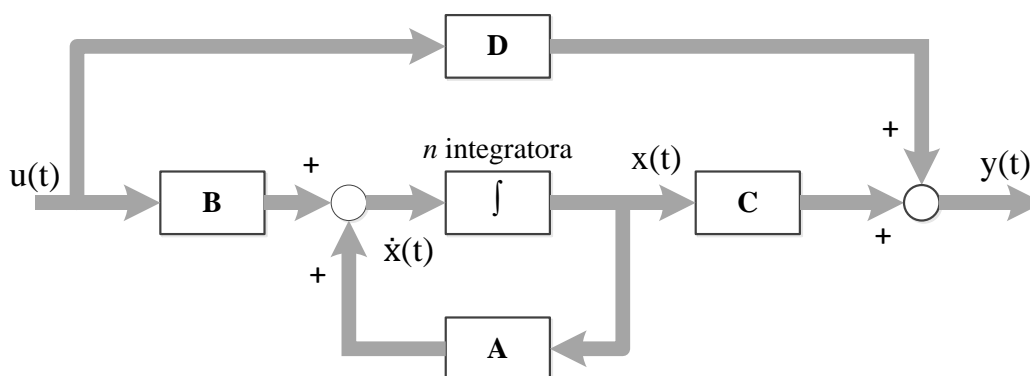 D
+
n integratora
u(t)
B
+
∫
x(t)
C
+
y(t)
ẋ(t)
+
A